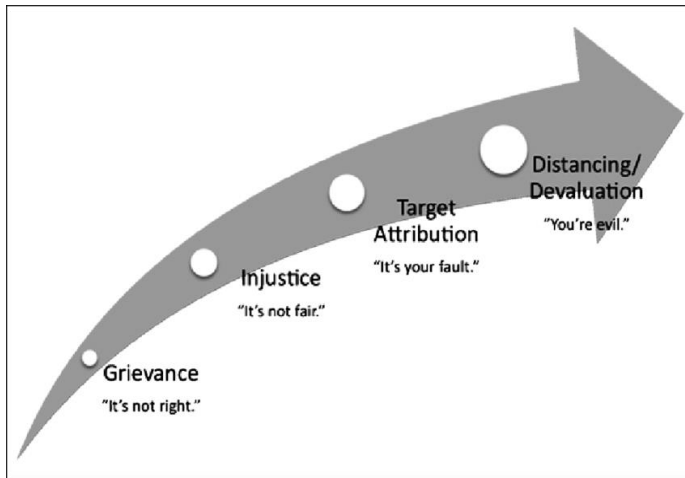 Grievance
“It’s not right.”
Injustice
“It’s not fair.”
Target
Attribution
“It’s your fault.”
Distancing/
Devaluation
“You’re evil.”